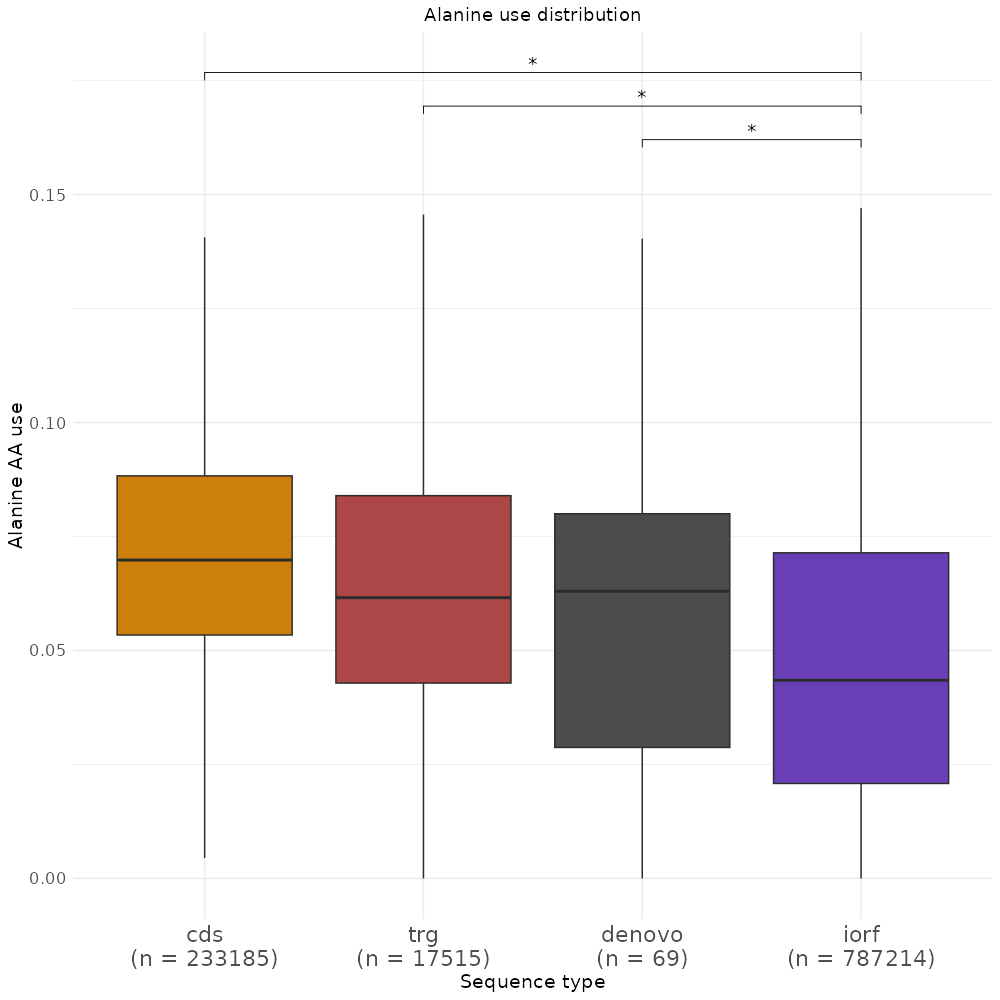 Alanine use distribution
*
*
*
0.15
0.10
0.05
0.00
Alanine AA use
cds
(n = 233185)
trg
(n = 17515)
denovo
(n = 69)
iorf
(n = 787214)
Sequence type